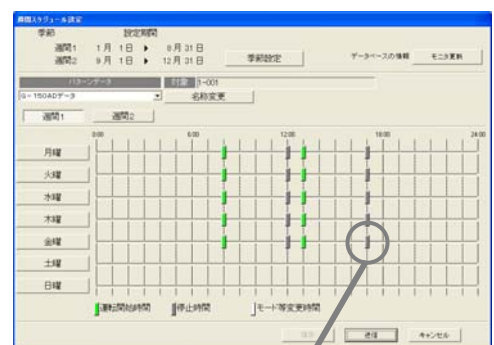 週間スケジュール設定
季節 設定期間
週間1 1月 1日 ▶ 8月 31日
週間2 9月 1日 ▶ 12月 31日
季節設定 データベースの情報 モニタ更新
パターンデータ 対象 1-001
G-150ADデータ 名称変更
週間1 週間2
0:00 6:00 12:00 18:00 24:00
月曜
火曜
水曜
木曜
金曜
土曜
日曜
運転開始時間 停止時間 モード等変更時間
送信 キャンセル